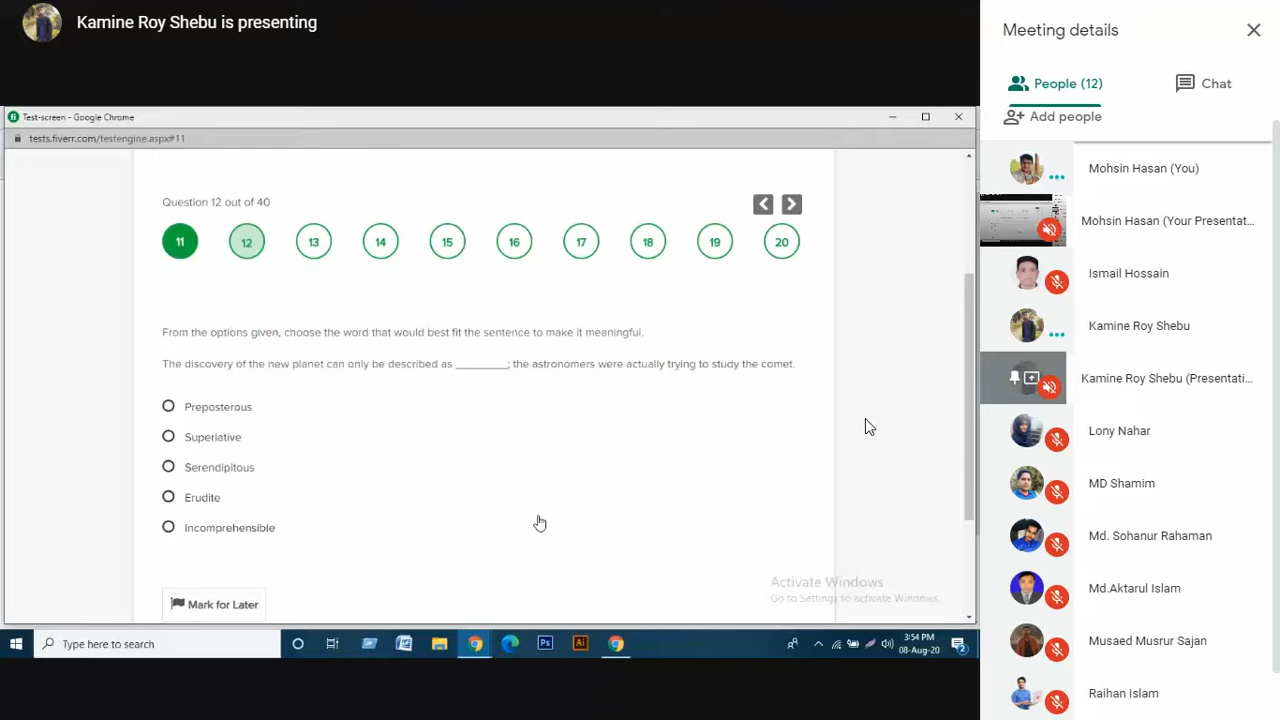 Kamine Roy Shebu is presenting
Test-screen - Google Chrome
tests.fiverr.com/testengine.aspx#11
Question 12 out of 40
11 12 13 14 15 16 17 18 19 20
From the options given, choose the word that would best fit the sentence to make it meaningful.
The discovery of the new planet can only be described as ________; the astronomers were actually trying to study the comet.
Preposterous
Superlative
Serendipitous
Erudite
Incomprehensible
Mark for Later
Activate Windows
Go to Settings to activate Windows.
Type here to search
Ps
Ai
3:54 PM
08-Aug-20
2
Meeting details
People (12)
Chat
Add people
Mohsin Hasan (You)
Mohsin Hasan (Your Presentat...
Ismail Hossain
Kamine Roy Shebu
Kamine Roy Shebu (Presentati...
Lony Nahar
MD Shamim
Md. Sohanur Rahaman
Md.Aktarul Islam
Musaed Musrur Sajan
Raihan Islam